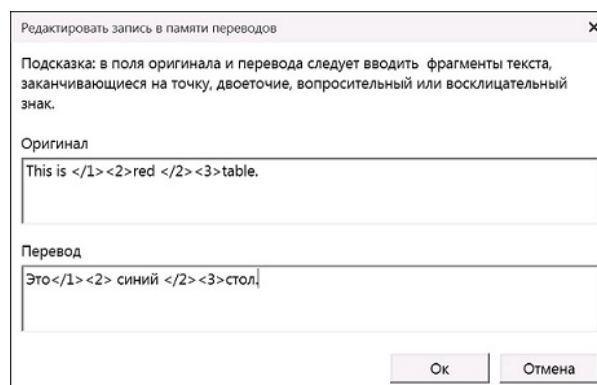 Редактировать запись в памяти переводов
Подсказка: в поля оригинала и перевода следует вводить фрагменты текста,
заканчивающиеся на точку, двоеточие, вопросительный или восклицательный
знак.
Оригинал
This is </1><2>red </2><3>table.
Перевод
Это</1><2> синий </2><3>стол.
Ок Отмена